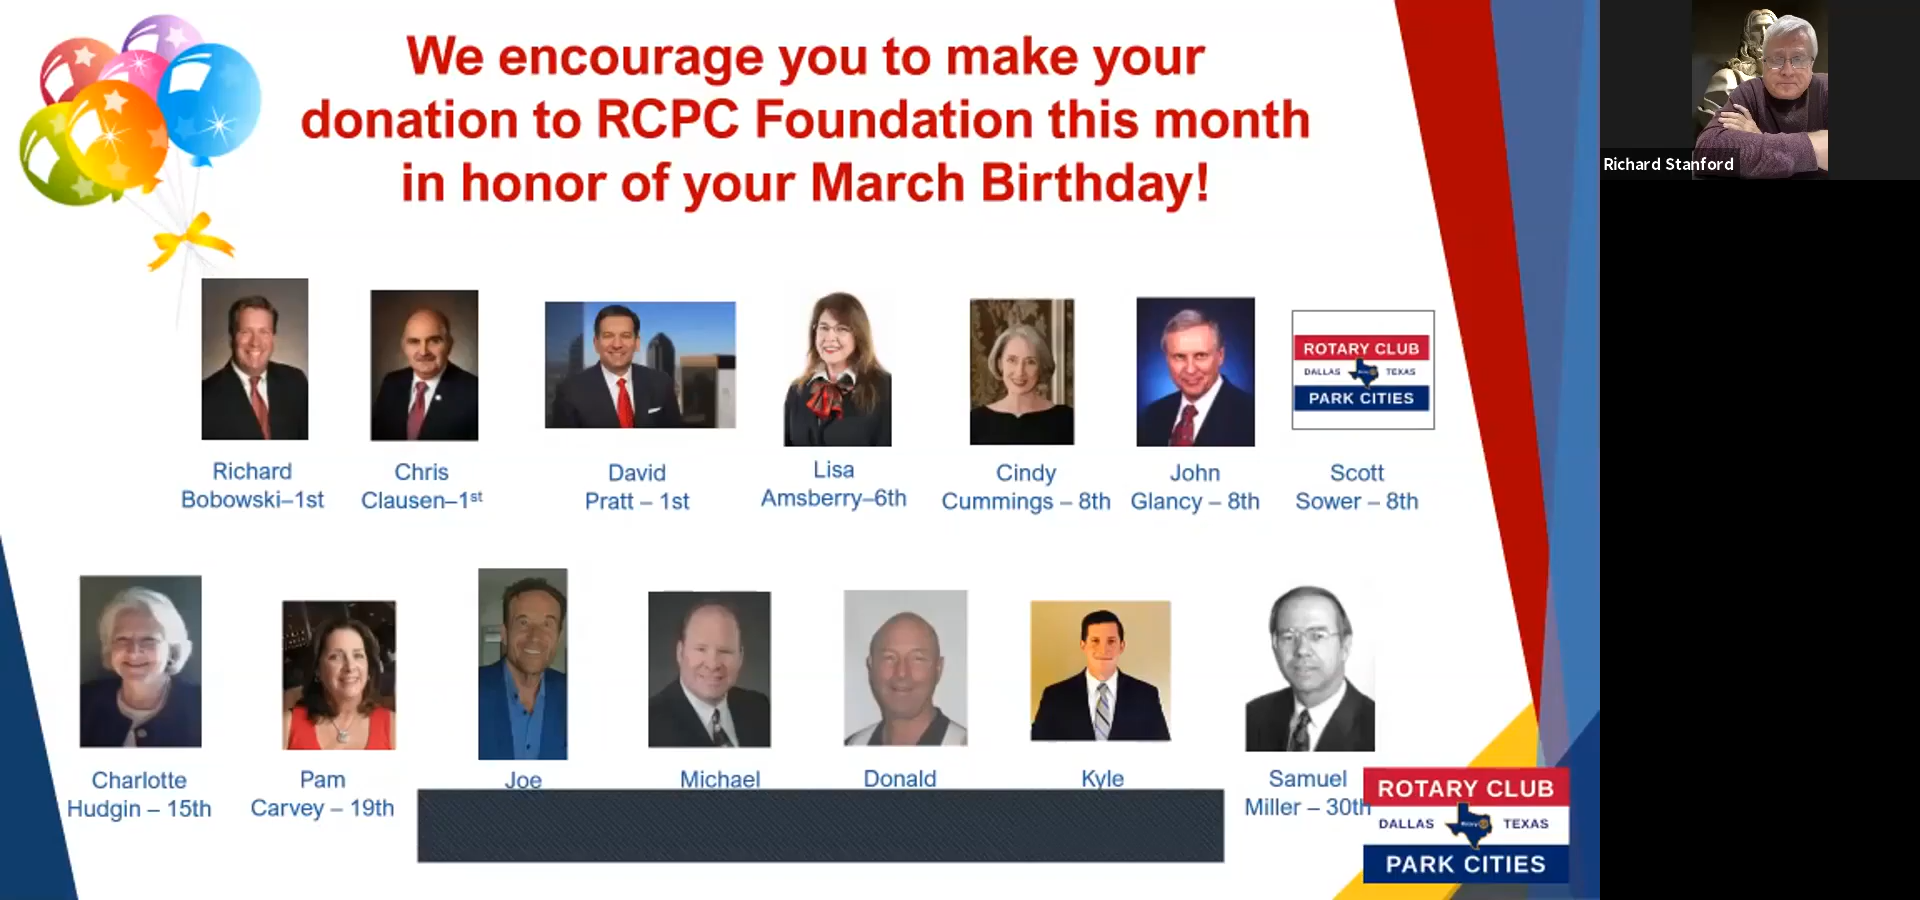 We encourage you to make your
donation to RCPC Foundation this month
in honor of your March Birthday!
Richard Stanford
ROTARY CLUB
DALLAS TEXAS
PARK CITIES
Richard
Bobowski–1st
Chris
Clausen–1st
David
Pratt – 1st
Lisa
Amsberry–6th
Cindy
Cummings – 8th
John
Glancy – 8th
Scott
Sower – 8th
Charlotte
Hudgin – 15th
Pam
Carvey – 19th
Joe
Michael
Donald
Kyle
Samuel
Miller – 30th
ROTARY CLUB
DALLAS TEXAS
PARK CITIES